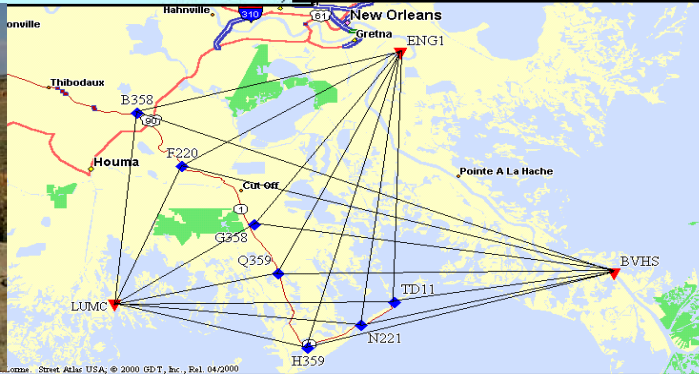 Hahnville
310
61
New Orleans
onville
Gretna
ENG1
Thibodaux
B358
90
F220
Houma
Pointe A La Hache
Cut Off
1
G358
Q359
BVHS
TD11
LUMC
N221
H359
Street Atlas USA; © 2000 GDT, Inc., Rel. 04/2000